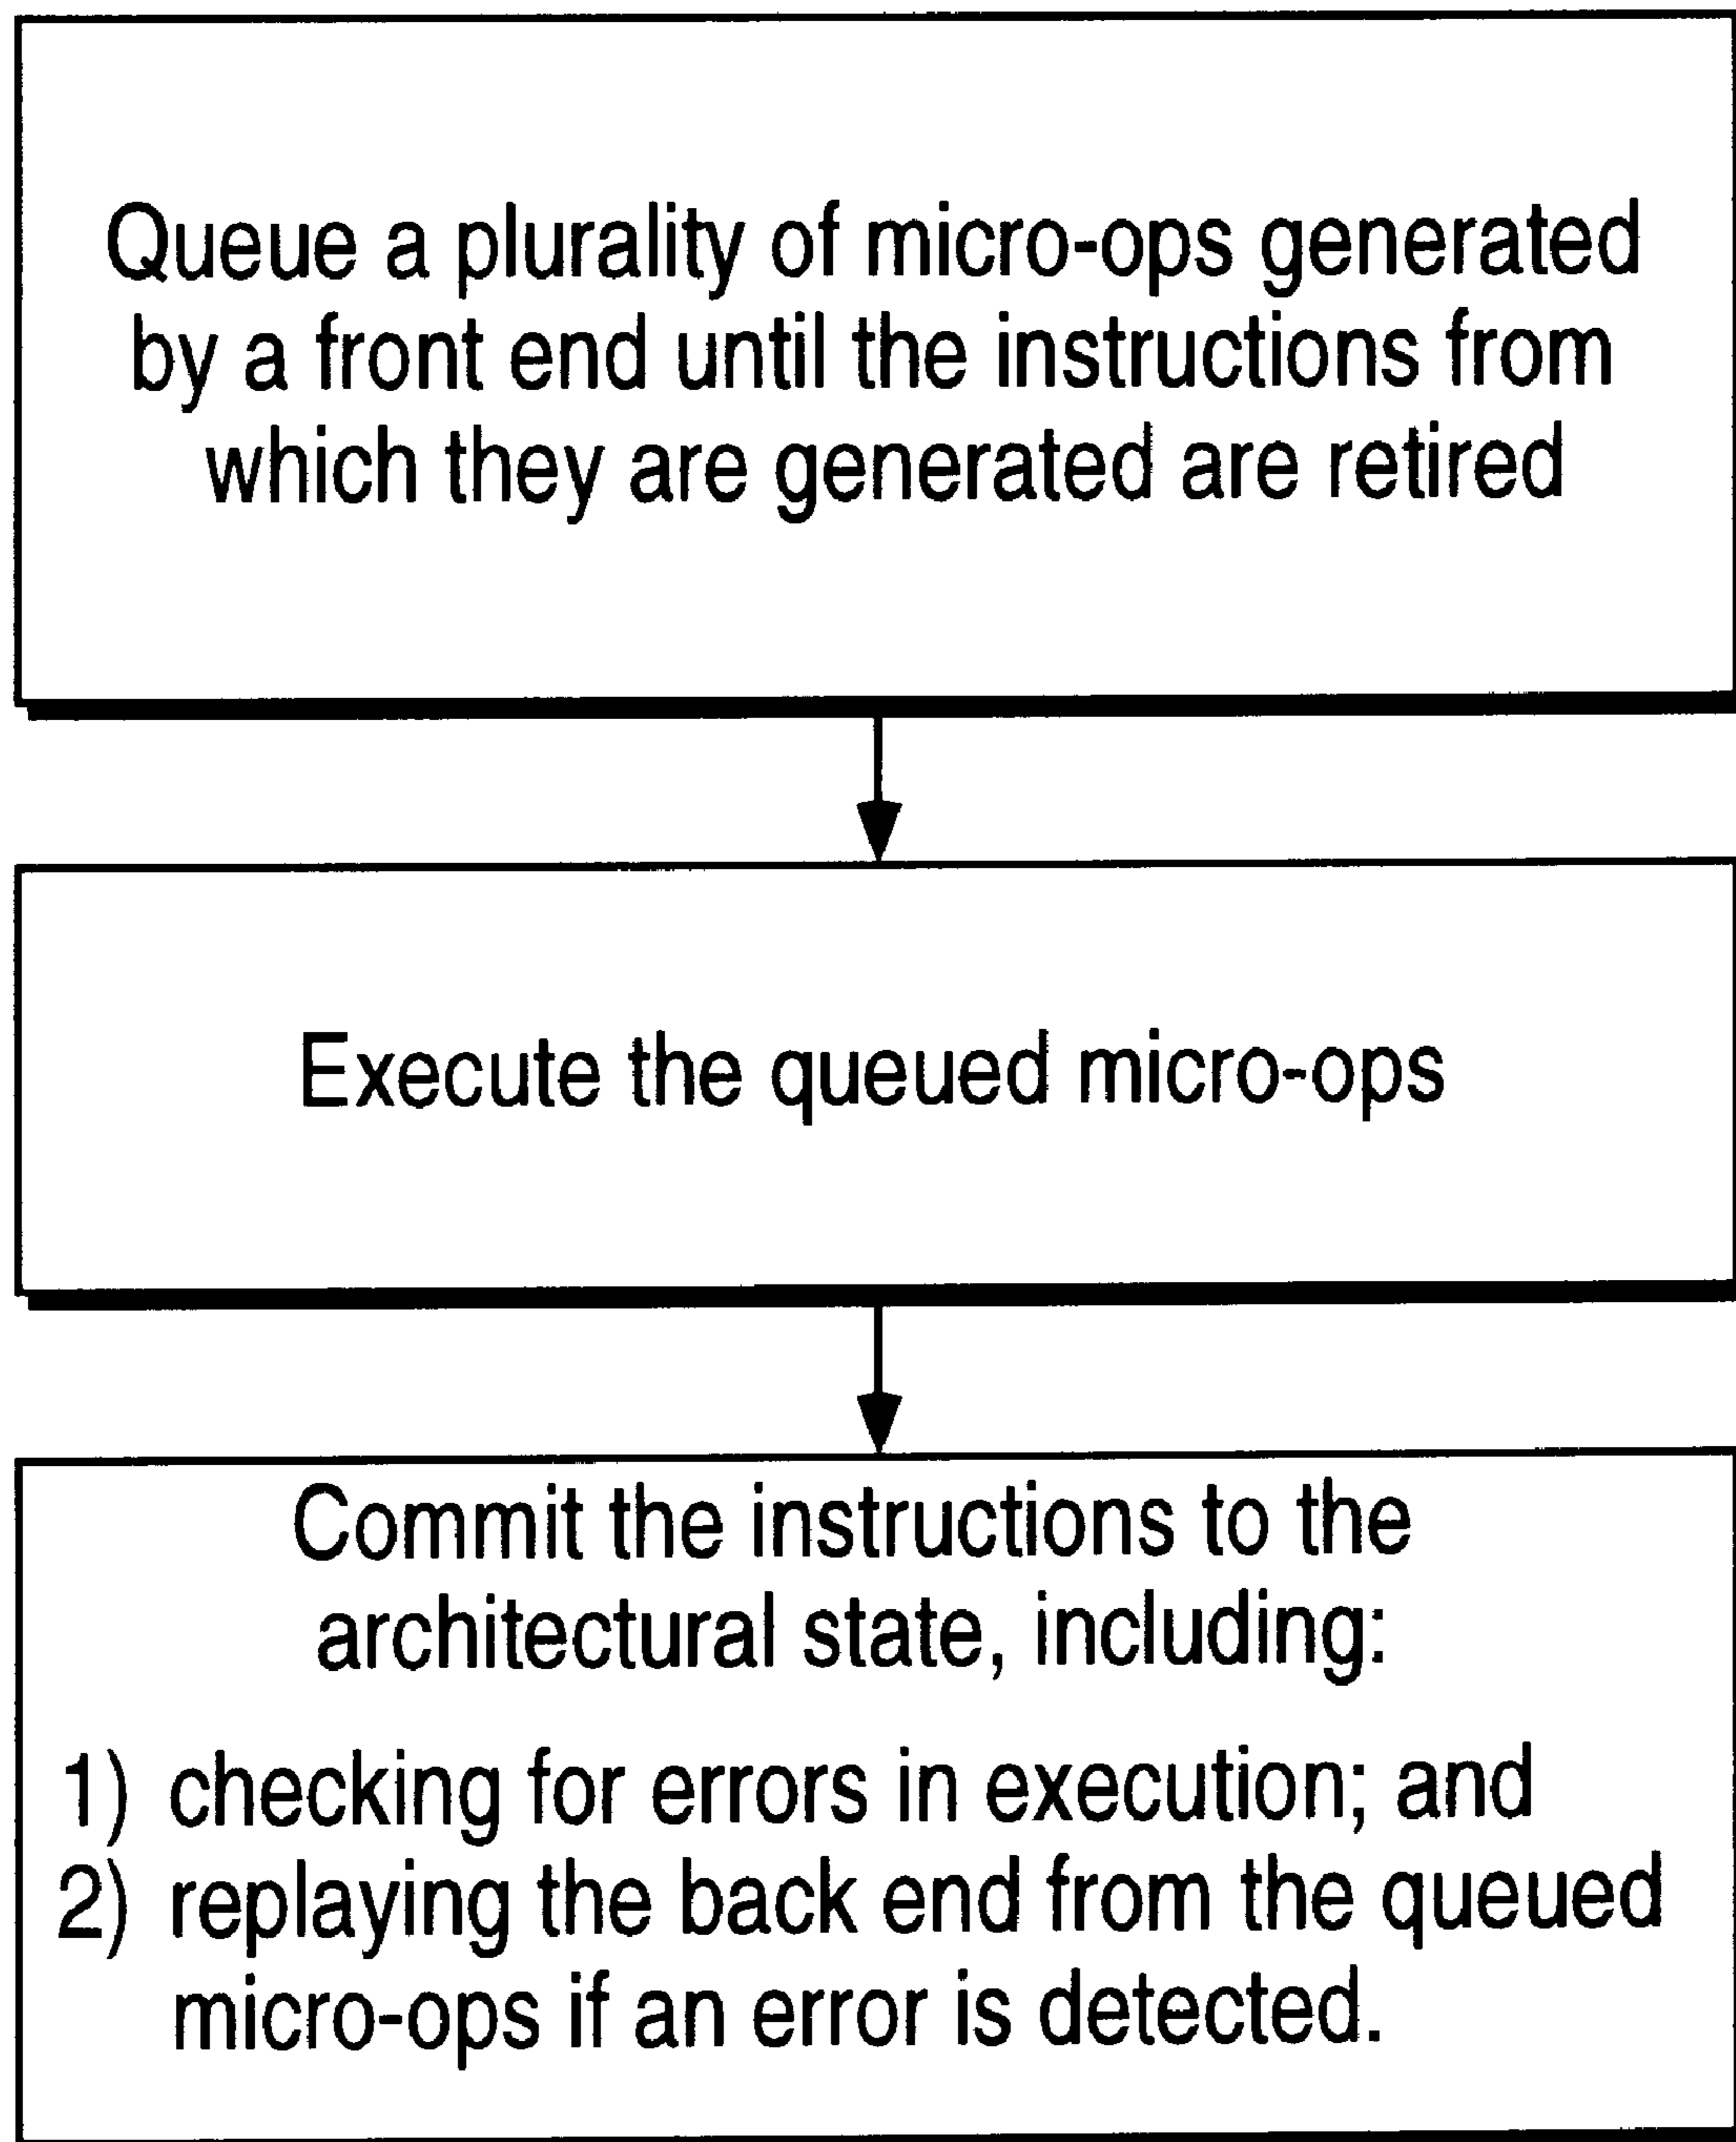 Queue a plurality of micro-ops generated
by a front end until the instructions from
which they are generated are retired
Execute the queued micro-ops
Commit the instructions to the
architectural state, including:
1) checking for errors in execution; and
2) replaying the back end from the queued
micro-ops if an error is detected.